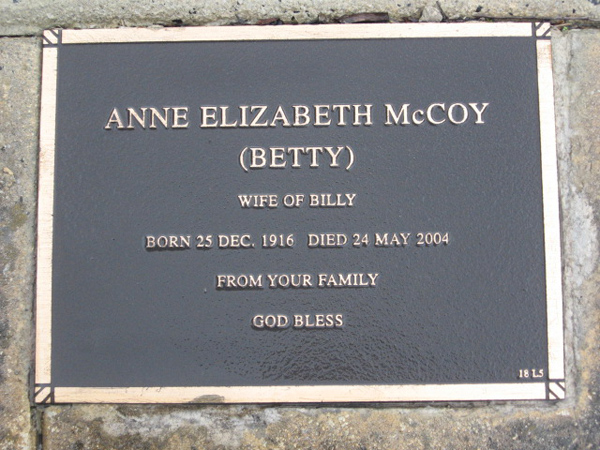 ANNE ELIZABETH McCOY
(BETTY)
WIFE OF BILLY
BORN 25 DEC. 1916 DIED 24 MAY 2004
FROM YOUR FAMILY
GOD BLESS
18 L5